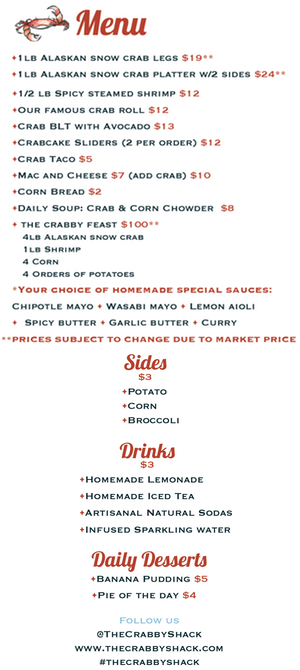 Menu
+1 lb Alaskan snow crab legs $19**
+1 lb Alaskan snow crab platter w/2 sides $24**
+1/2 lb Spicy steamed shrimp $12
+Our famous crab roll $12
+Crab BLT with Avocado $13
+Crabcake Sliders (2 per order) $12
+Crab Taco $5
+Mac and Cheese $7 (add crab) $10
+Corn Bread $2
+Daily Soup: Crab & Corn Chowder $8
+ the crabby feast $100**
4lb Alaskan snow crab
1lb Shrimp
4 Corn
4 Orders of potatoes
*Your choice of homemade special sauces:
Chipotle mayo + Wasabi mayo + Lemon aioli
+ Spicy butter + Garlic butter + Curry
**prices subject to change due to market price
Sides
$3
+Potato
+Corn
+Broccoli
Drinks
$3
+Homemade Lemonade
+Homemade Iced Tea
+Artisanal Natural Sodas
+Infused Sparkling water
Daily Desserts
+Banana Pudding $5
+Pie of the day $4
Follow us
@TheCrabbyShack
www.thecrabbyshack.com
#thecrabbyshack